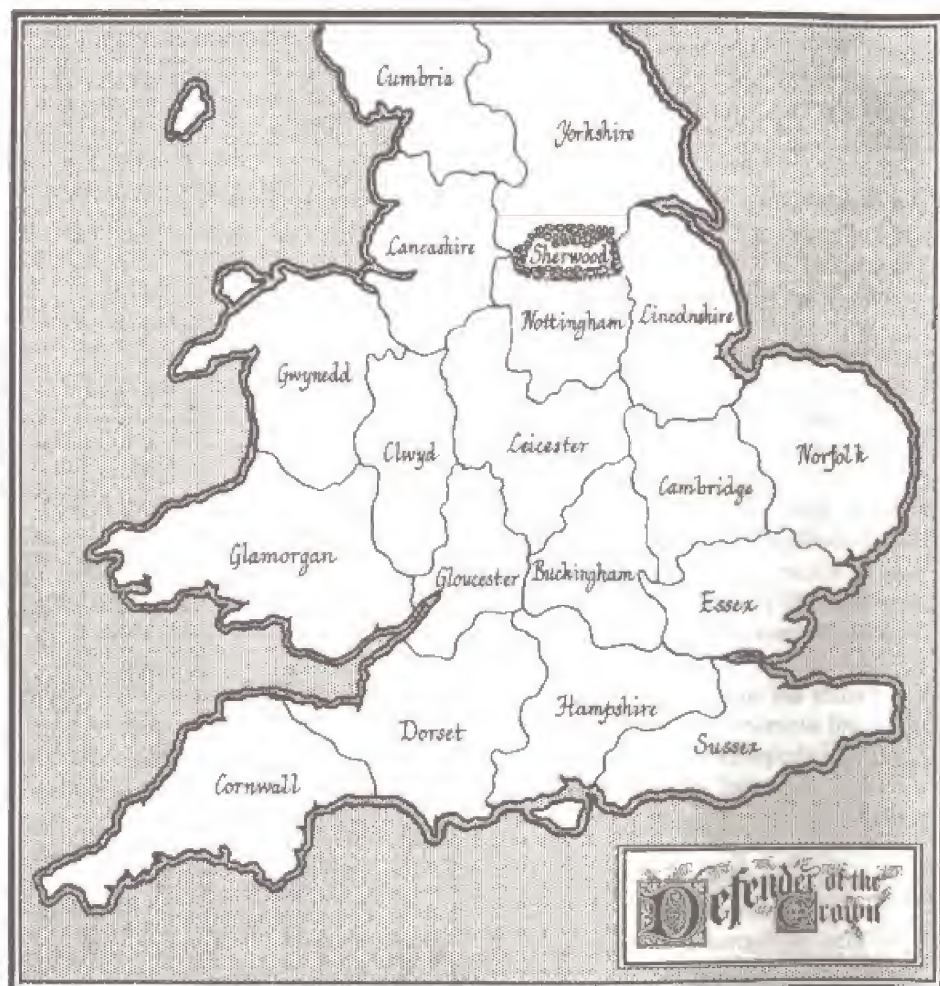 Cumbria
Yorkshire
Lancashire
Sherwood
Nottingham
Lincolnshire
Gwynedd
Clwyd
Leicester
Norfolk
Cambridge
Glamorgan
Gloucester
Buckingham
Essex
Hampshire
Dorset
Sussex
Cornwall
Defender of the
Crown